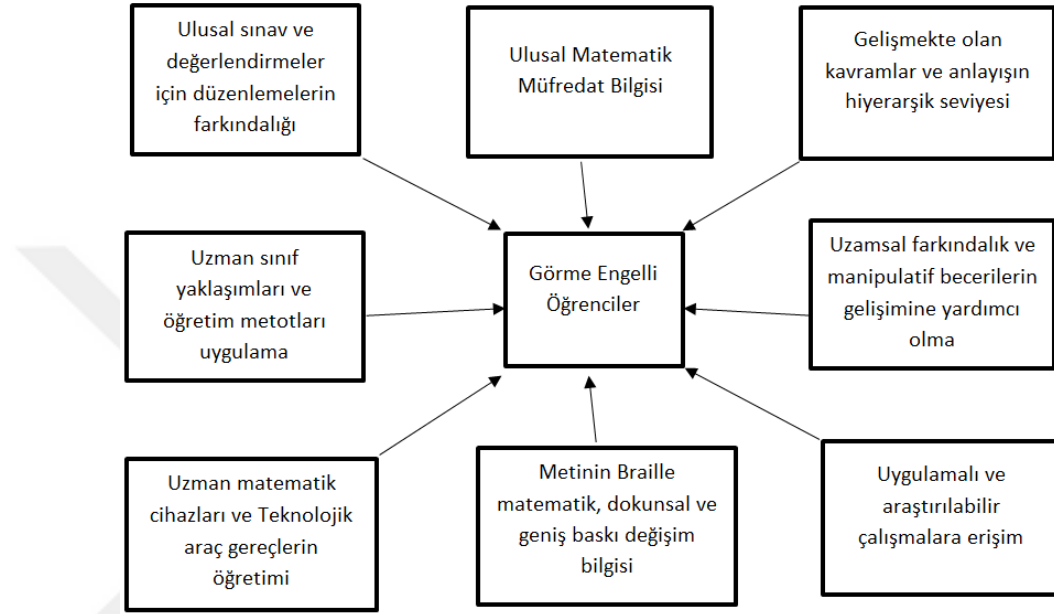 Ulusal sınav ve
değerlendirmeler
için düzenlemelerin
farkındalığı
Ulusal Matematik
Müfredat Bilgisi
Gelişmekte olan
kavramlar ve anlayışın
hiyerarşik seviyesi
Uzman sınıf
yaklaşımları ve
öğretim metotları
uygulama
Görme Engelli
Öğrenciler
Uzamsal farkındalık ve
manipulatif becerilerin
gelişimine yardımcı
olma
Uzman matematik
cihazları ve Teknolojik
araç gereçlerin
öğretimi
Metinin Braille
matematik, dokunsal ve
geniş baskı değişim
bilgisi
Uygulamalı ve
araştırılabilir
çalışmalara erişim